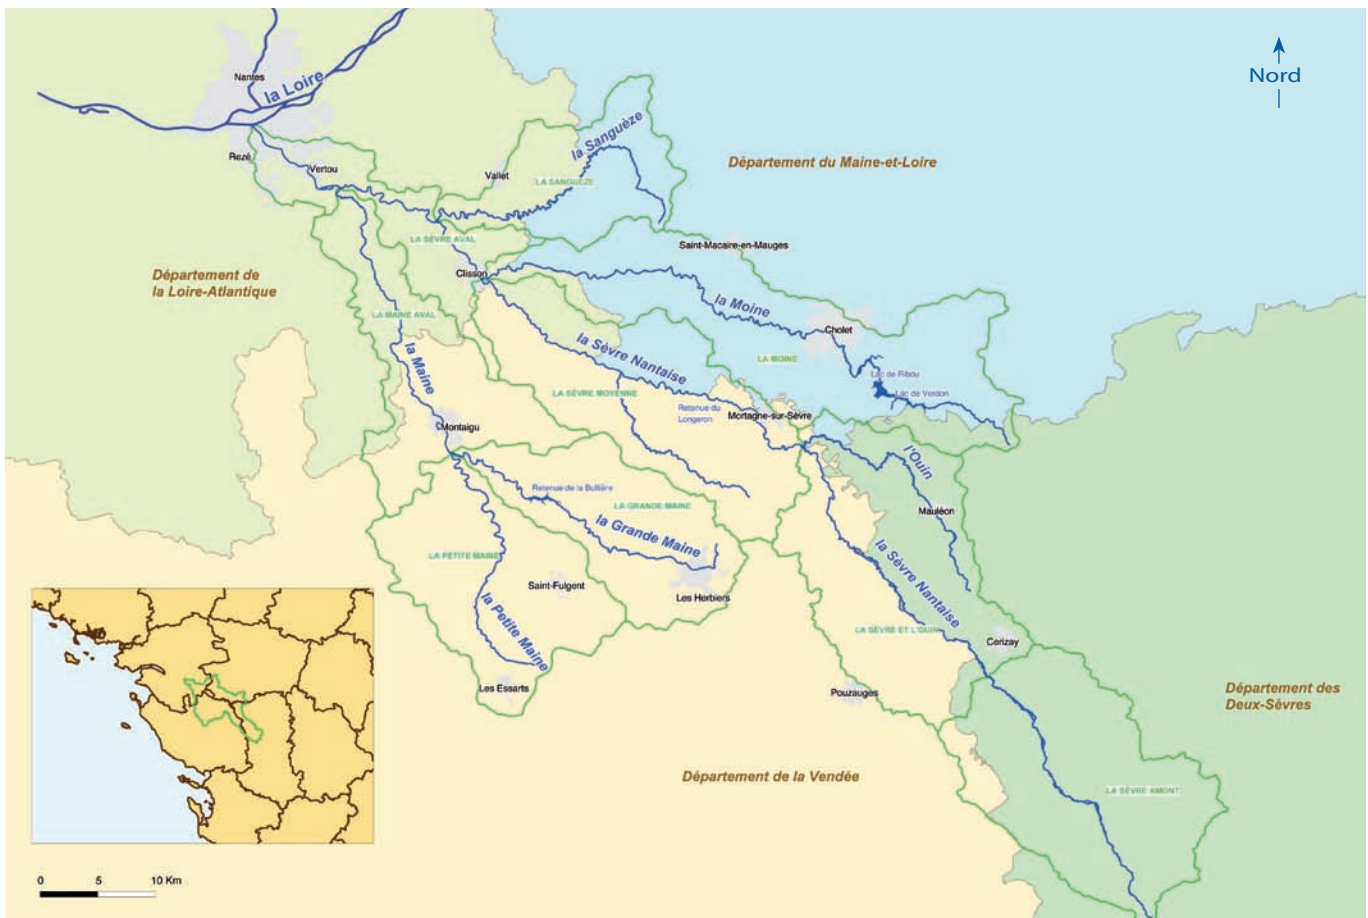 Nord
Nantes
la Loire
Rezé
Vertou
Vallet
la Sanguèze
LA SANGUÈZE
Département du Maine-et-Loire
LA SÈVRE AVAL
Saint-Macaire-en-Mauges
Clisson
Département de
la Loire-Atlantique
la Moine
LA MAINE AVAL
Cholet
la Sèvre Nantaise
la Maine
LA MOINE
Lac de Ribou
Lac de Verdon
LA SÈVRE MOYENNE
Retenue du
Longeron
Mortagne-sur-Sèvre
Montaigu
l'Ouin
Retenue de la Bultière
LA GRANDE MAINE
Mauléon
la Grande Maine
LA PETITE MAINE
la Sèvre Nantaise
Saint-Fulgent
Les Herbiers
la Petite Maine
LA SÈVRE ET L'OUIN
Cerizay
Les Essarts
Pouzauges
Département des
Deux-Sèvres
Département de la Vendée
LA SÈVRE AMONT
0 5 10 Km